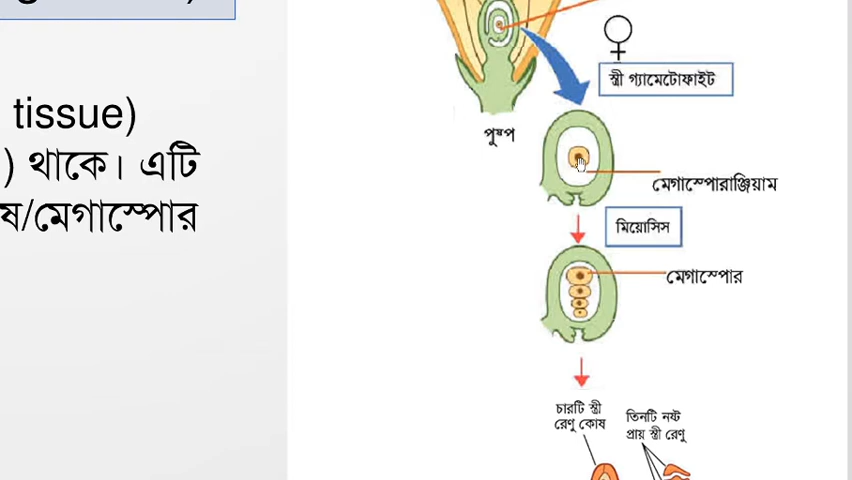 tissue)
) থাকে। এটি
ষ/মেগাস্পোর
স্ত্রী গ্যামেটোফাইট
পুষ্প
মেগাস্পোরাঞ্জিয়াম
মিয়োসিস
মেগাস্পোর
চারটি স্ত্রী
রেণু কোষ
তিনটি নষ্ট
প্রায় স্ত্রী রেণু